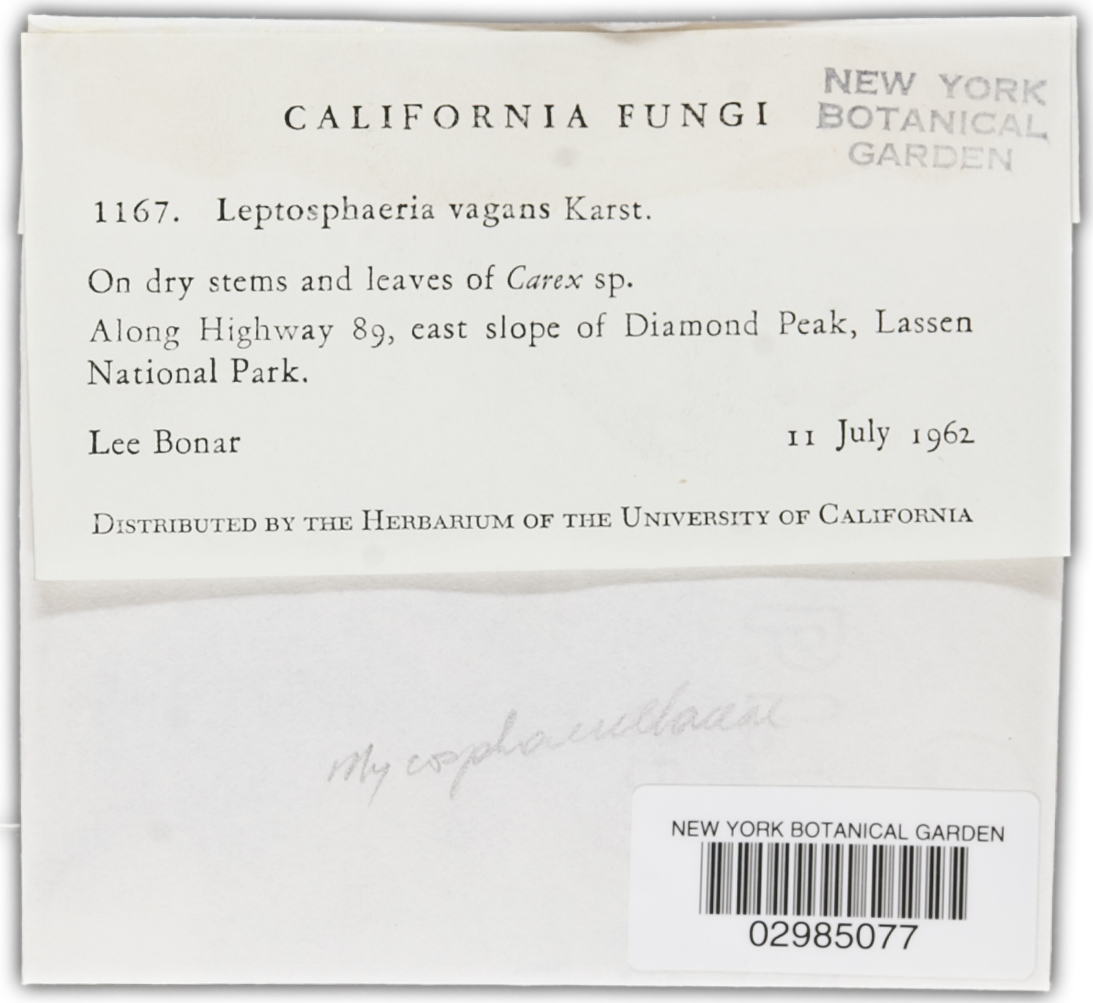 CALIFORNIA FUNGI
NEW YORK
BOTANICAL
GARDEN
1167. Leptosphaeria vagans Karst.
On dry stems and leaves of Carex sp.
Along Highway 89, east slope of Diamond Peak, Lassen
National Park.
Lee Bonar 11 July 1962
DISTRIBUTED BY THE HERBARIUM OF THE UNIVERSITY OF CALIFORNIA
Mycosphaerellaceae
NEW YORK BOTANICAL GARDEN
02985077